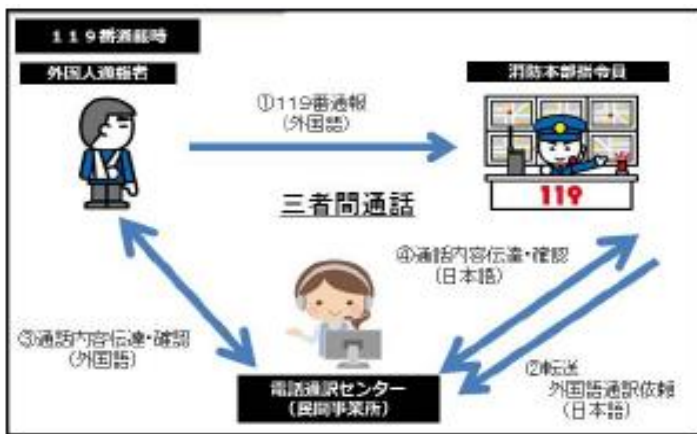 119番通報時
外国人通報者
消防本部指令員
①119番通報
(外国語)
119
三者間通話
④通話内容伝達・確認
(日本語)
③通話内容伝達・確認
(外国語)
②転送
外国語通訳依頼
(日本語)
電話通訳センター
(民間事業所)